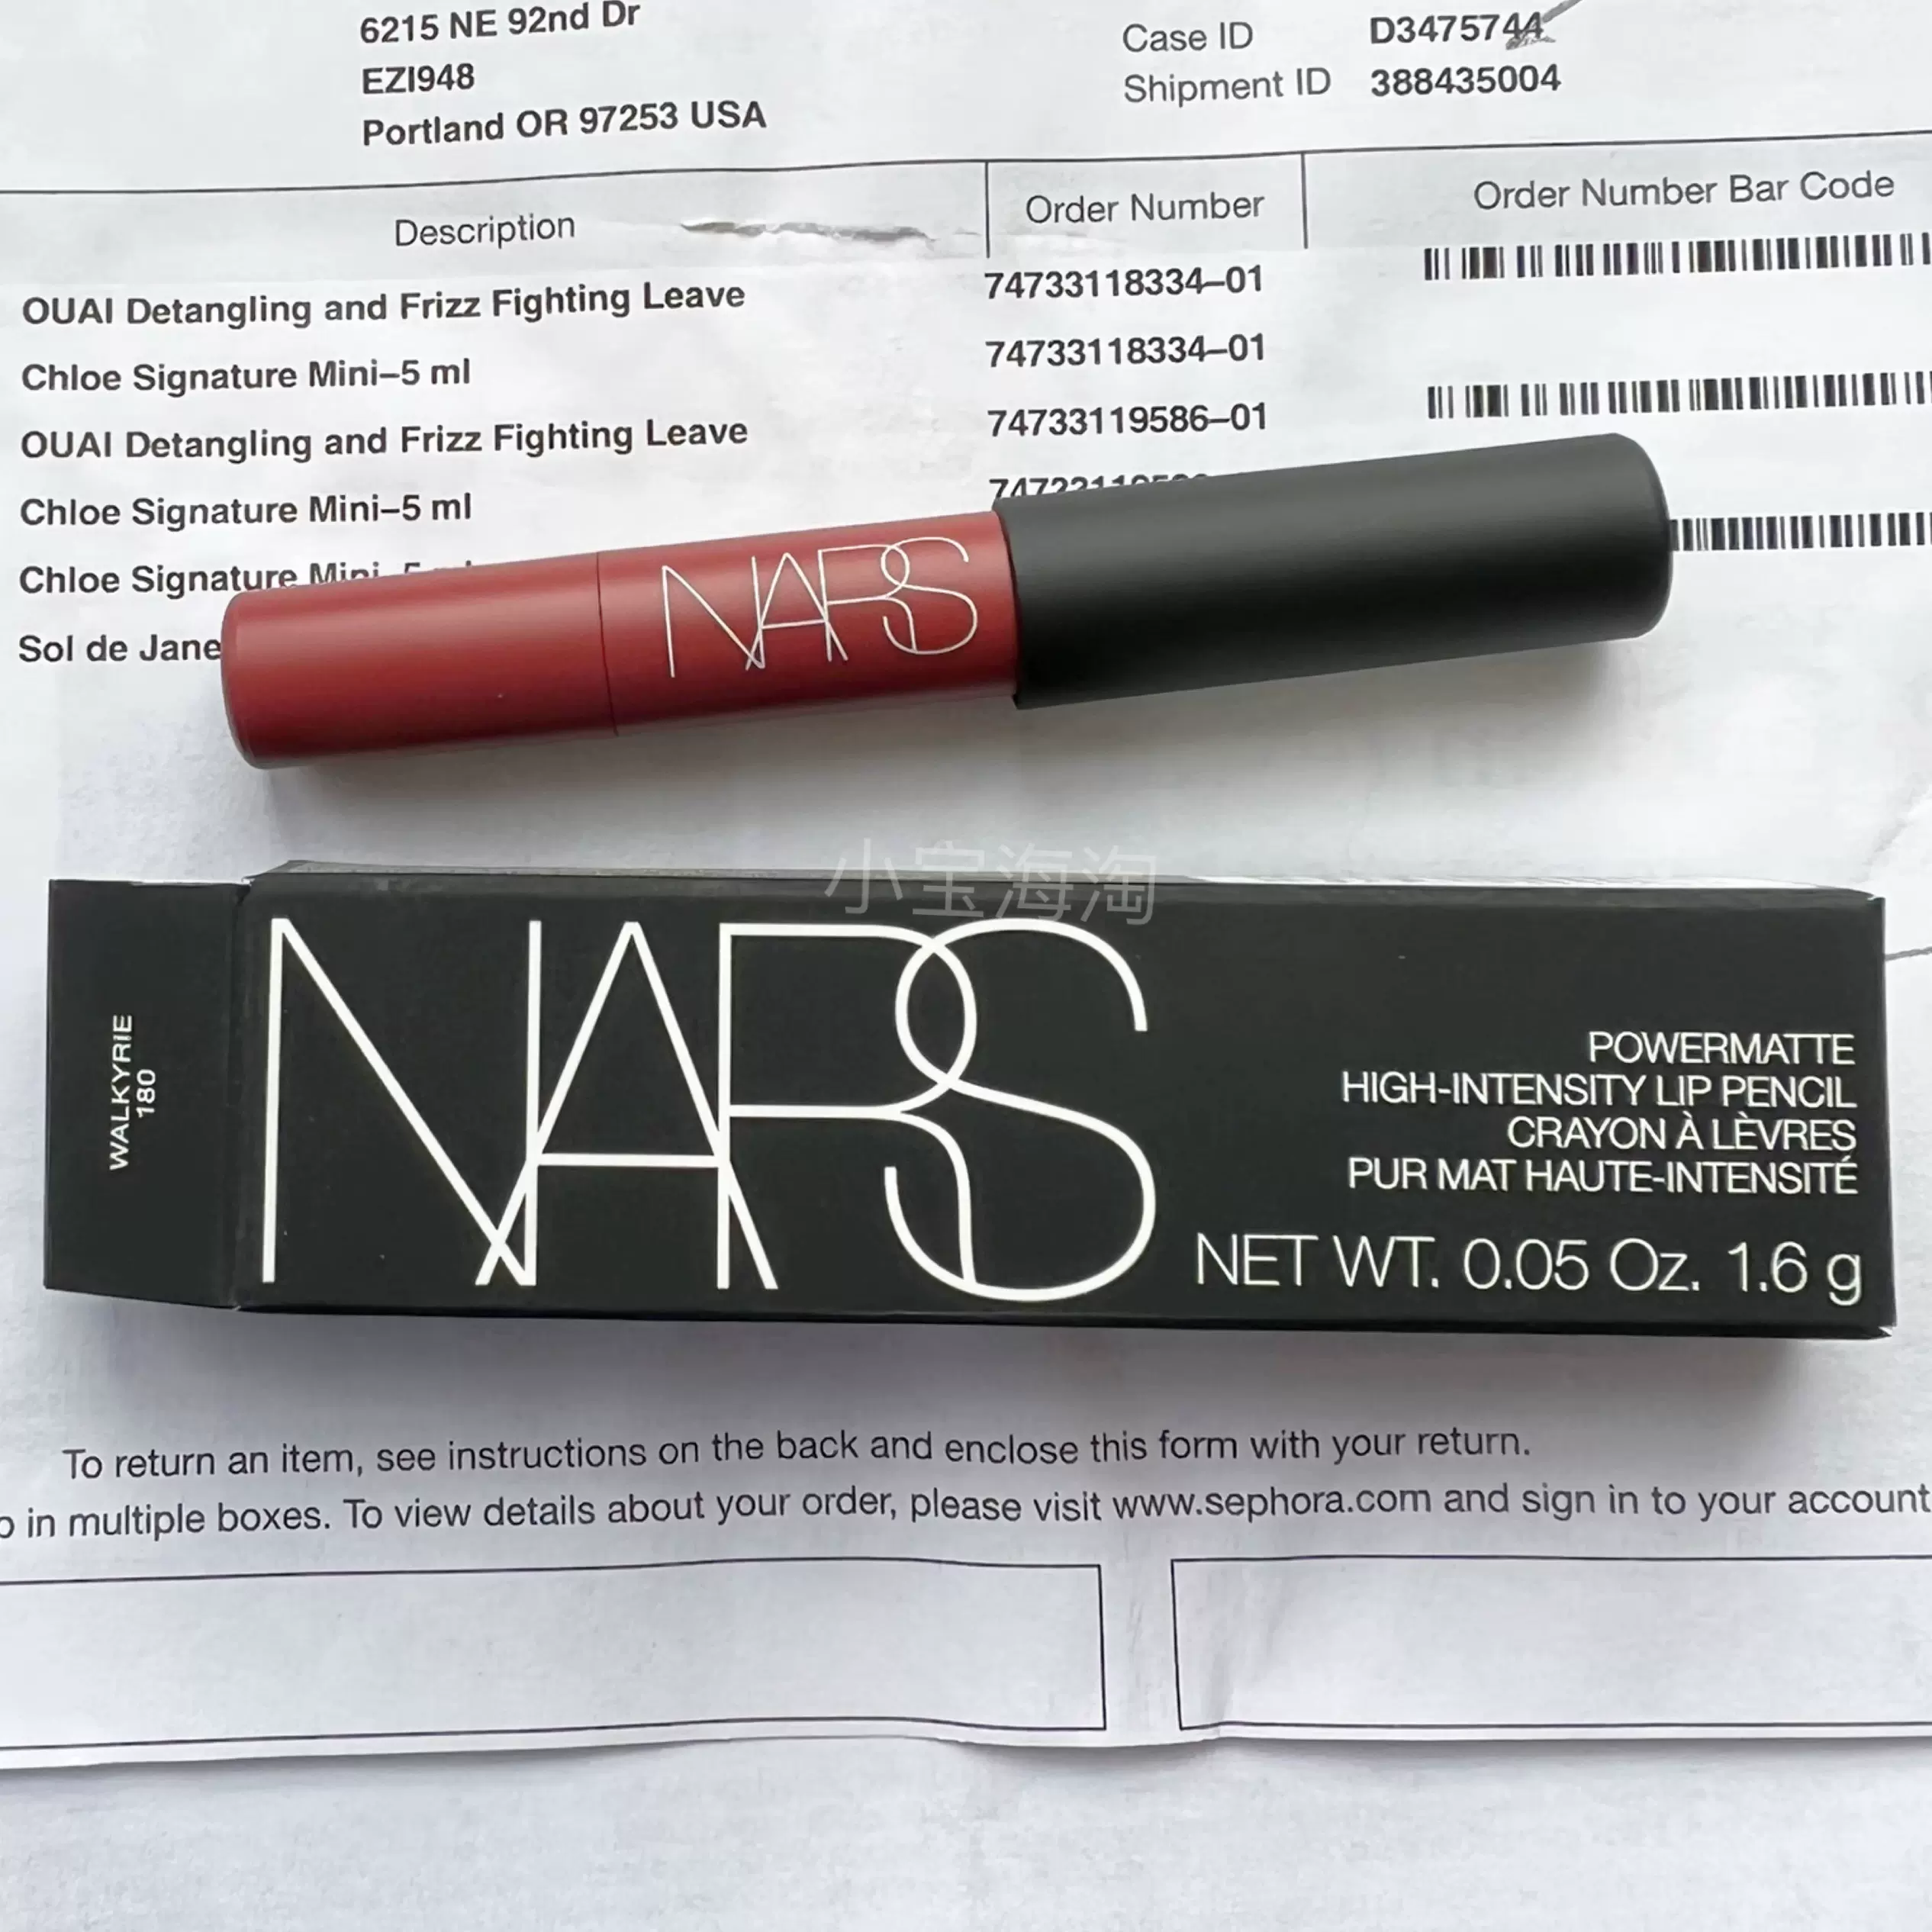 6215 NE 92nd Dr
EZI948
Portland OR 97253 USA
Case ID D3475744
Shipment ID 388435004
Description Order Number Order Number Bar Code
OUAI Detangling and Frizz Fighting Leave 74733118334–01
Chloe Signature Mini–5 ml 74733118334–01
OUAI Detangling and Frizz Fighting Leave 74733119586–01
Chloe Signature Mini–5 ml
Chloe Signature Mini
Sol de Jane
NARS
小宝海淘
WALKYRIE
180
NARS
POWERMATTE
HIGH-INTENSITY LIP PENCIL
CRAYON À LÈVRES
PUR MAT HAUTE-INTENSITÉ
NET WT. 0.05 Oz. 1.6 g
To return an item, see instructions on the back and enclose this form with your return.
in multiple boxes. To view details about your order, please visit www.sephora.com and sign in to your account